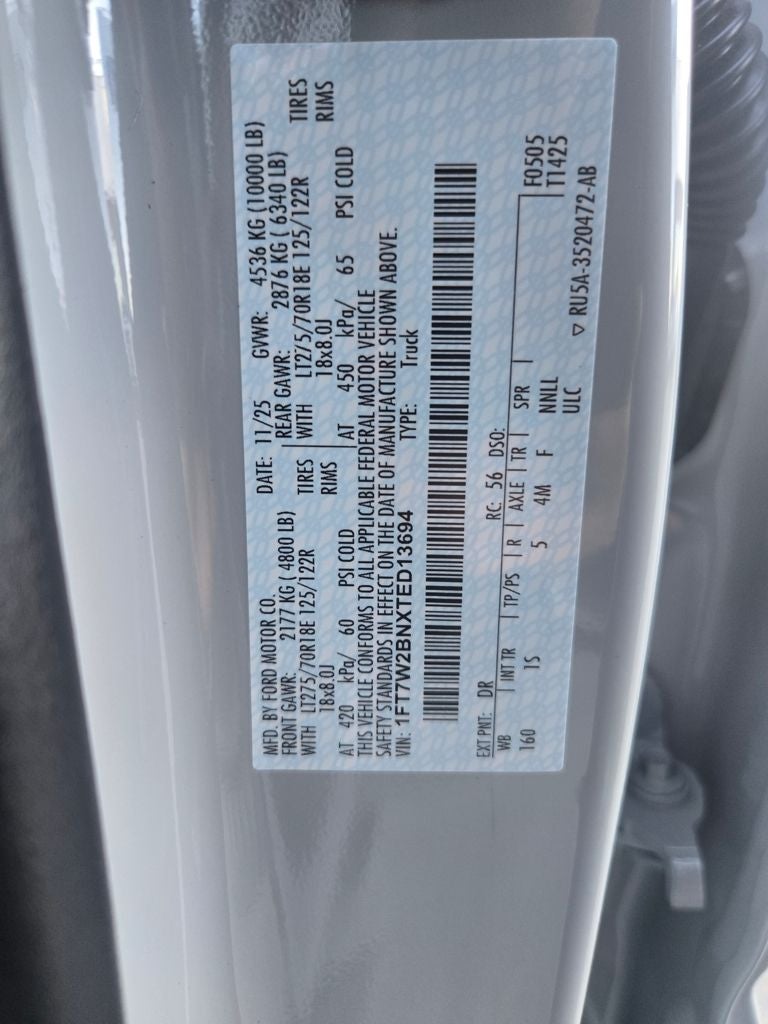 MFD. BY FORD MOTOR CO.
DATE: 11/25 GVWR: 4536 KG (10000 LB)
FRONT GAWR: 2177 KG ( 4800 LB) REAR GAWR: 2876 KG ( 6340 LB)
WITH LT275/70R18E 125/122R TIRES WITH LT275/70R18E 125/122R TIRES
18x8.0J RIMS 18x8.0J RIMS
AT 420 kPa/ 60 PSI COLD AT 450 kPa/ 65 PSI COLD
THIS VEHICLE CONFORMS TO ALL APPLICABLE FEDERAL MOTOR VEHICLE
SAFETY STANDARDS IN EFFECT ON THE DATE OF MANUFACTURE SHOWN ABOVE.
VIN: 1FT7W2BNXTED13694 TYPE: Truck
EXT PNT: DR RC: 56 DSO:
WB INT TR TP/PS R AXLE TR SPR F0505
160 1S 5 4M F NNLL T1425
ULC
▽ RU5A-3520472-AB